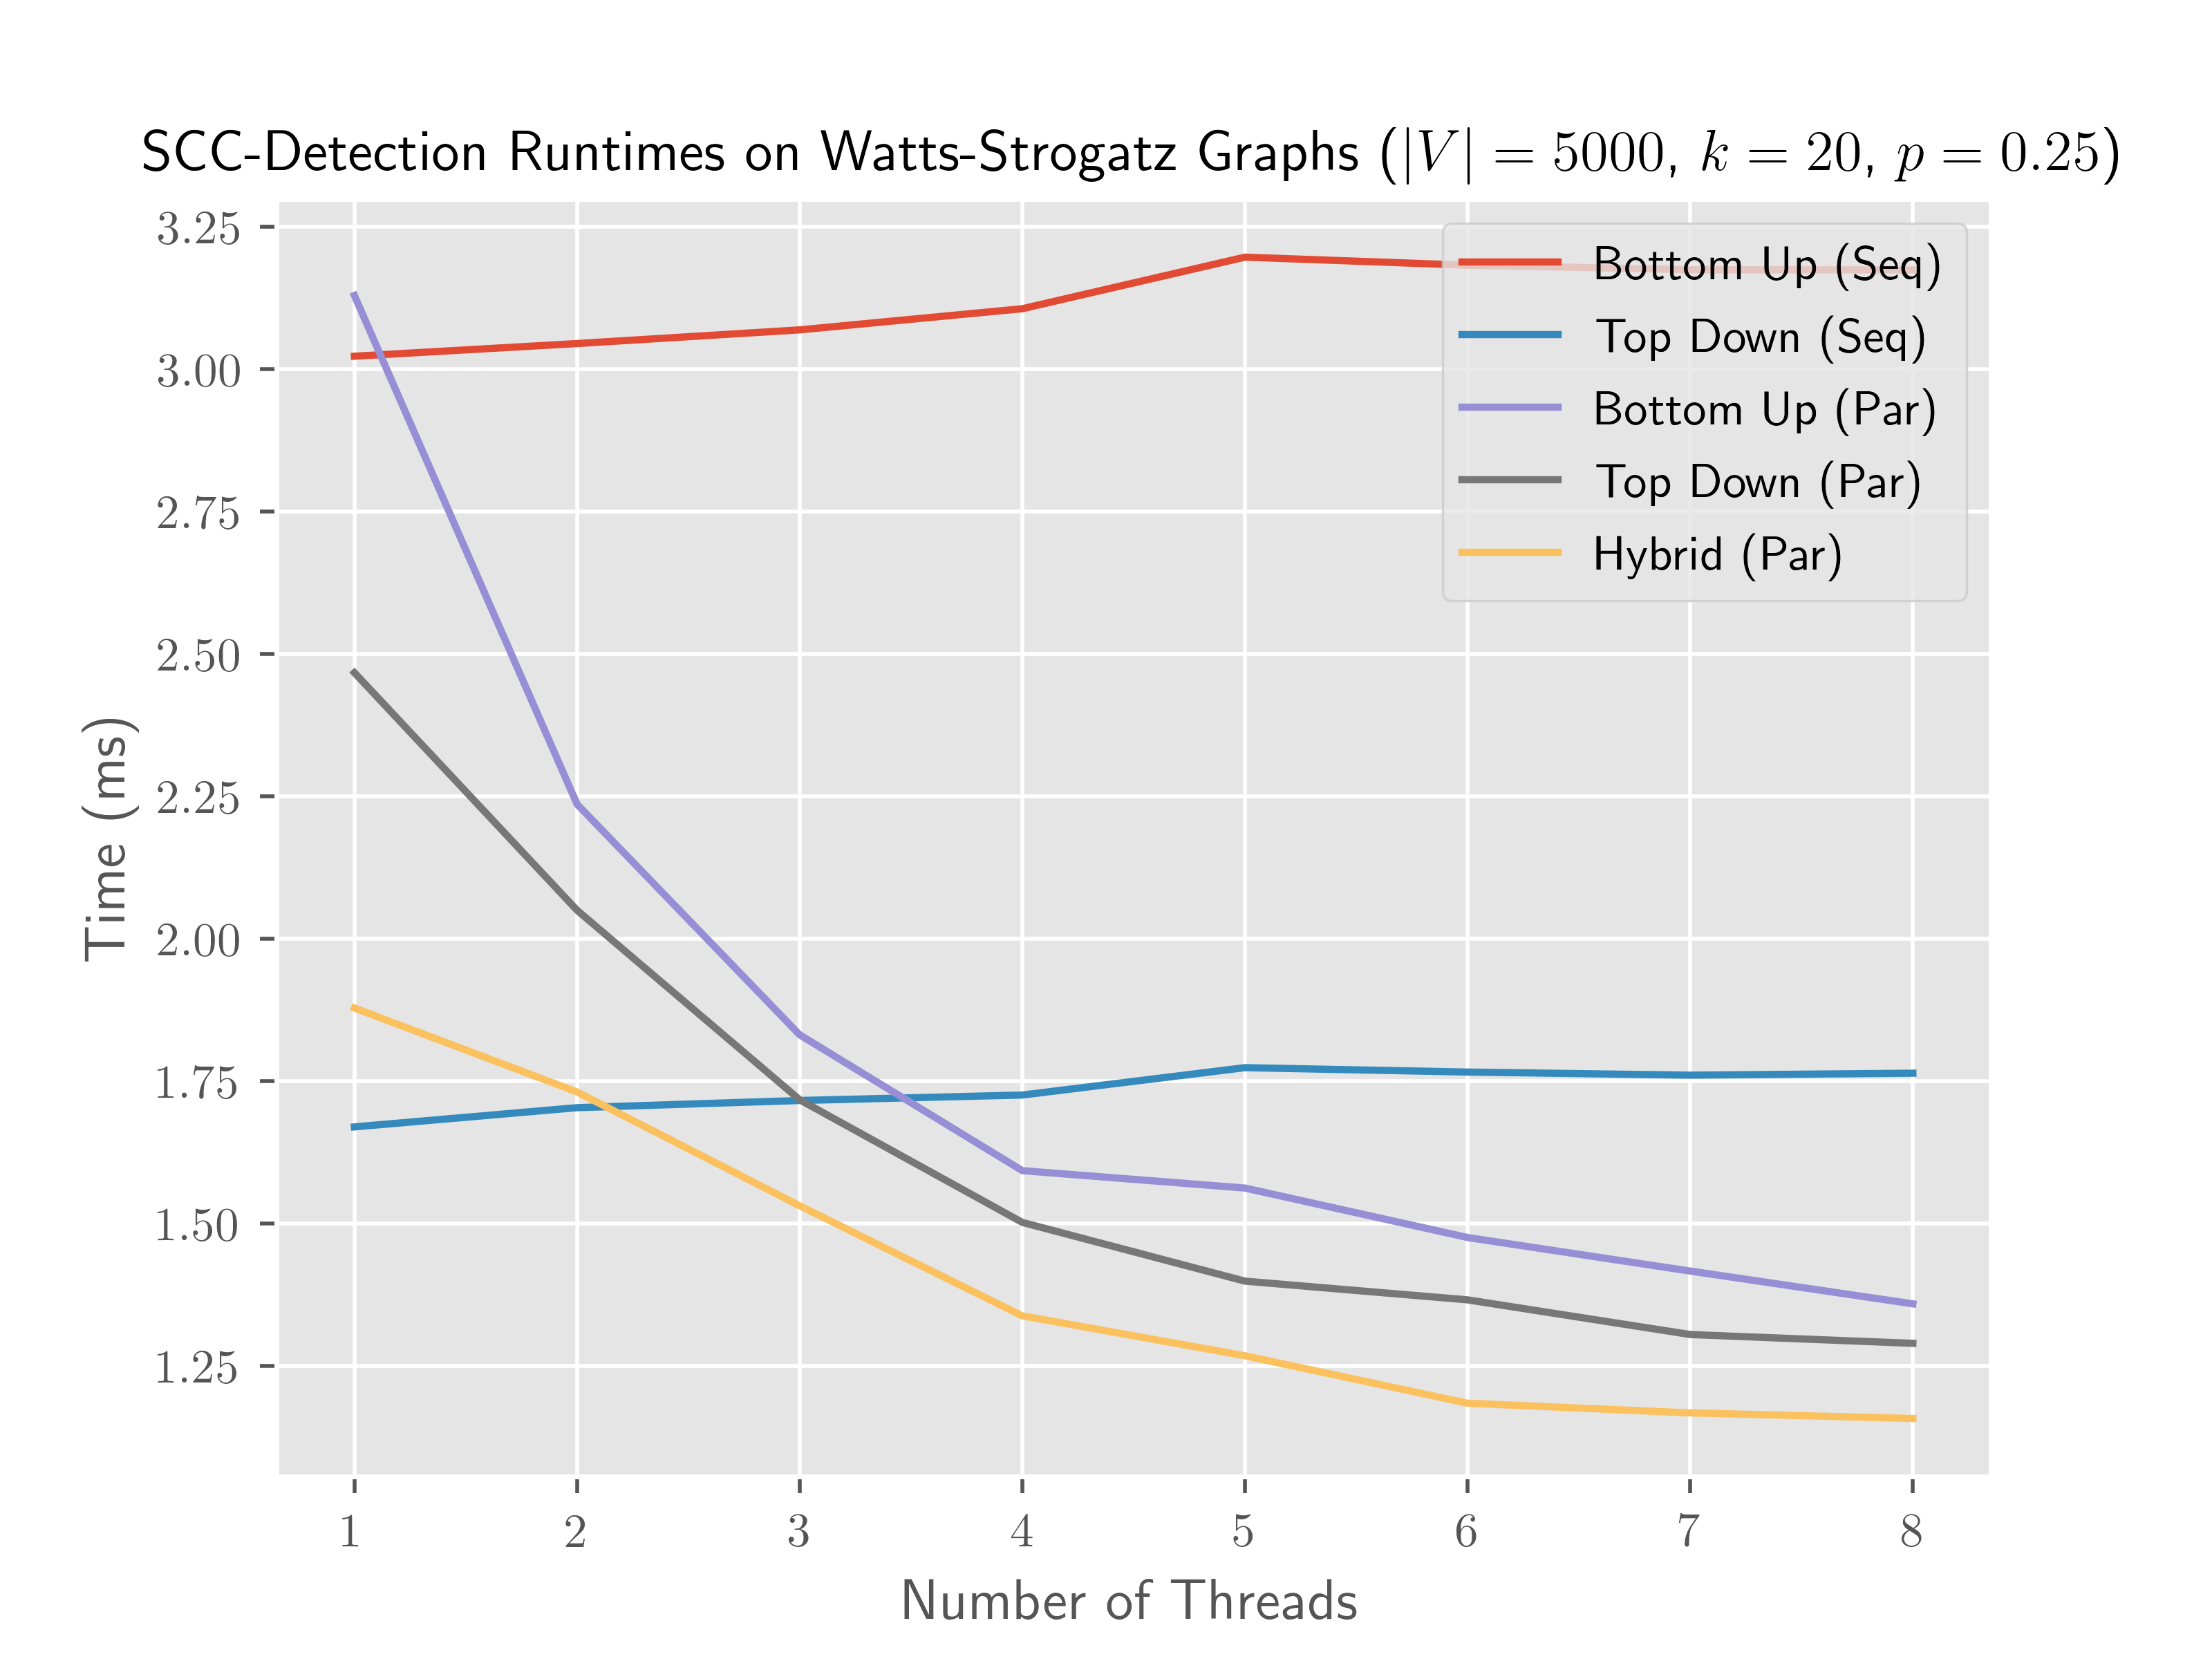 SCC-Detection Runtimes on Watts-Strogatz Graphs (|V| = 5000, k = 20, p = 0.25)
3.25
3.00
2.75
2.50
2.25
2.00
1.75
1.50
1.25
Time (ms)
Bottom Up (Seq)
Top Down (Seq)
Bottom Up (Par)
Top Down (Par)
Hybrid (Par)
1 2 3 4 5 6 7 8
Number of Threads